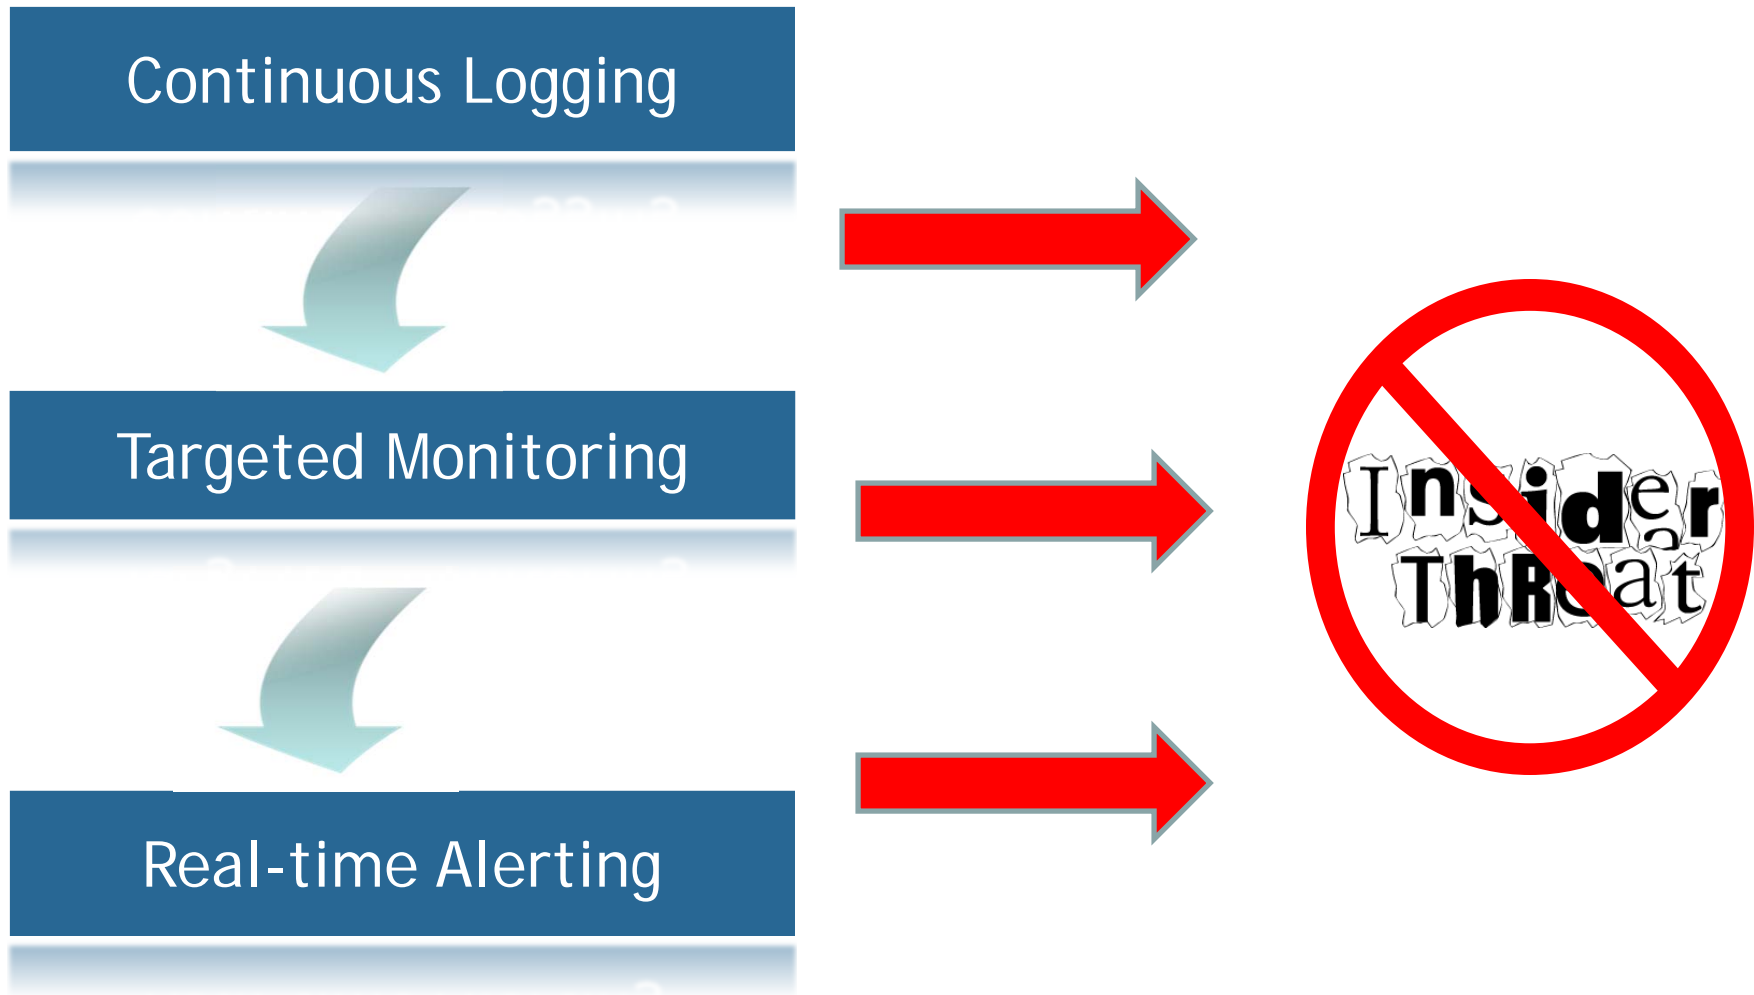 Continuous Logging
Targeted Monitoring
Real-time Alerting
Insider
ThReat